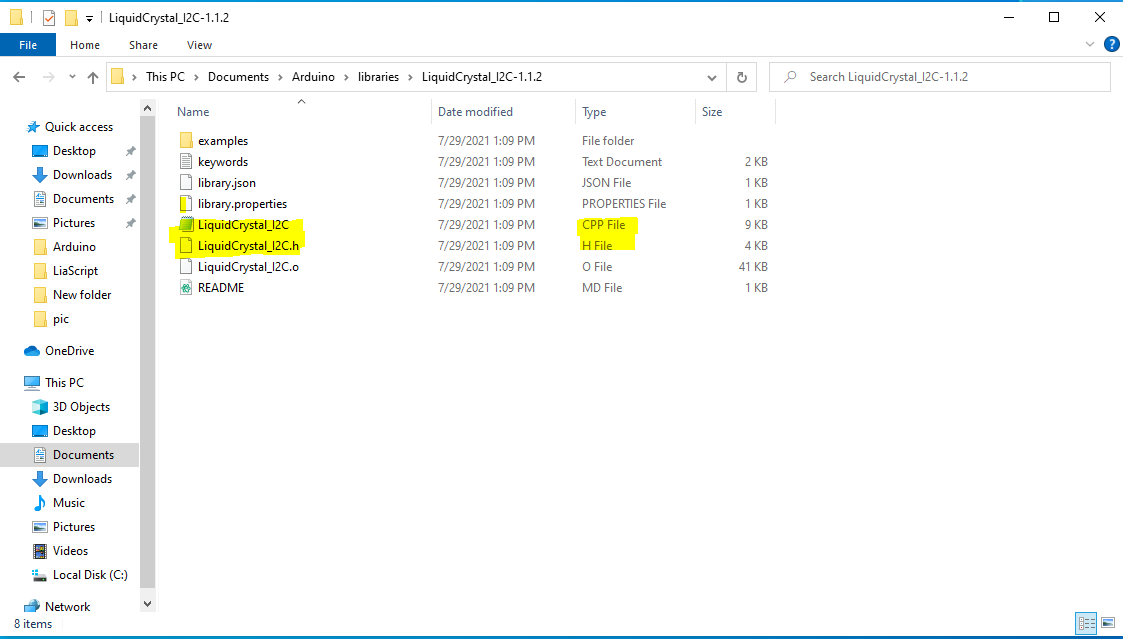 LiquidCrystal_I2C-1.1.2
File Home Share View
This PC Documents Arduino libraries LiquidCrystal_I2C-1.1.2
Search LiquidCrystal_I2C-1.1.2
Quick access
Desktop
Downloads
Documents
Pictures
Arduino
LiaScript
New folder
pic
OneDrive
This PC
3D Objects
Desktop
Documents
Downloads
Music
Pictures
Videos
Local Disk (C:)
Network
Name Date modified Type Size
examples 7/29/2021 1:09 PM File folder
keywords 7/29/2021 1:09 PM Text Document 2 KB
library.json 7/29/2021 1:09 PM JSON File 1 KB
library.properties 7/29/2021 1:09 PM PROPERTIES File 1 KB
LiquidCrystal_I2C 7/29/2021 1:09 PM CPP File 9 KB
LiquidCrystal_I2C.h 7/29/2021 1:09 PM H File 4 KB
LiquidCrystal_I2C.o 7/29/2021 1:09 PM O File 41 KB
README 7/29/2021 1:09 PM MD File 1 KB
8 items